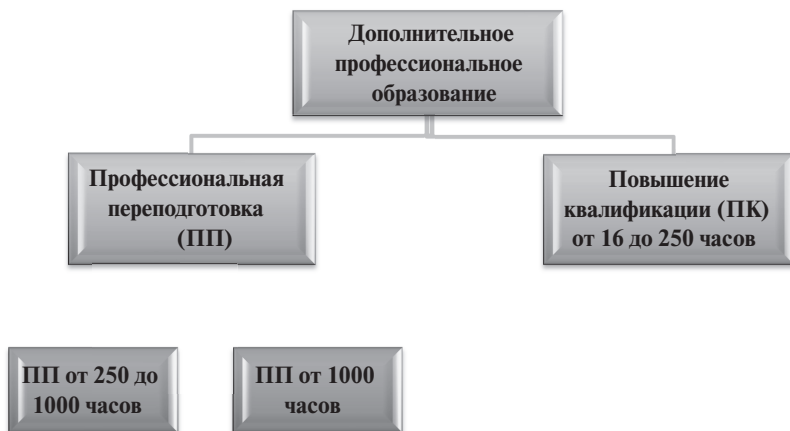 Дополнительное
профессиональное
образование
Профессиональная
переподготовка
(ПП)
Повышение
квалификации (ПК)
от 16 до 250 часов
ПП от 250 до
1000 часов
ПП от 1000
часов